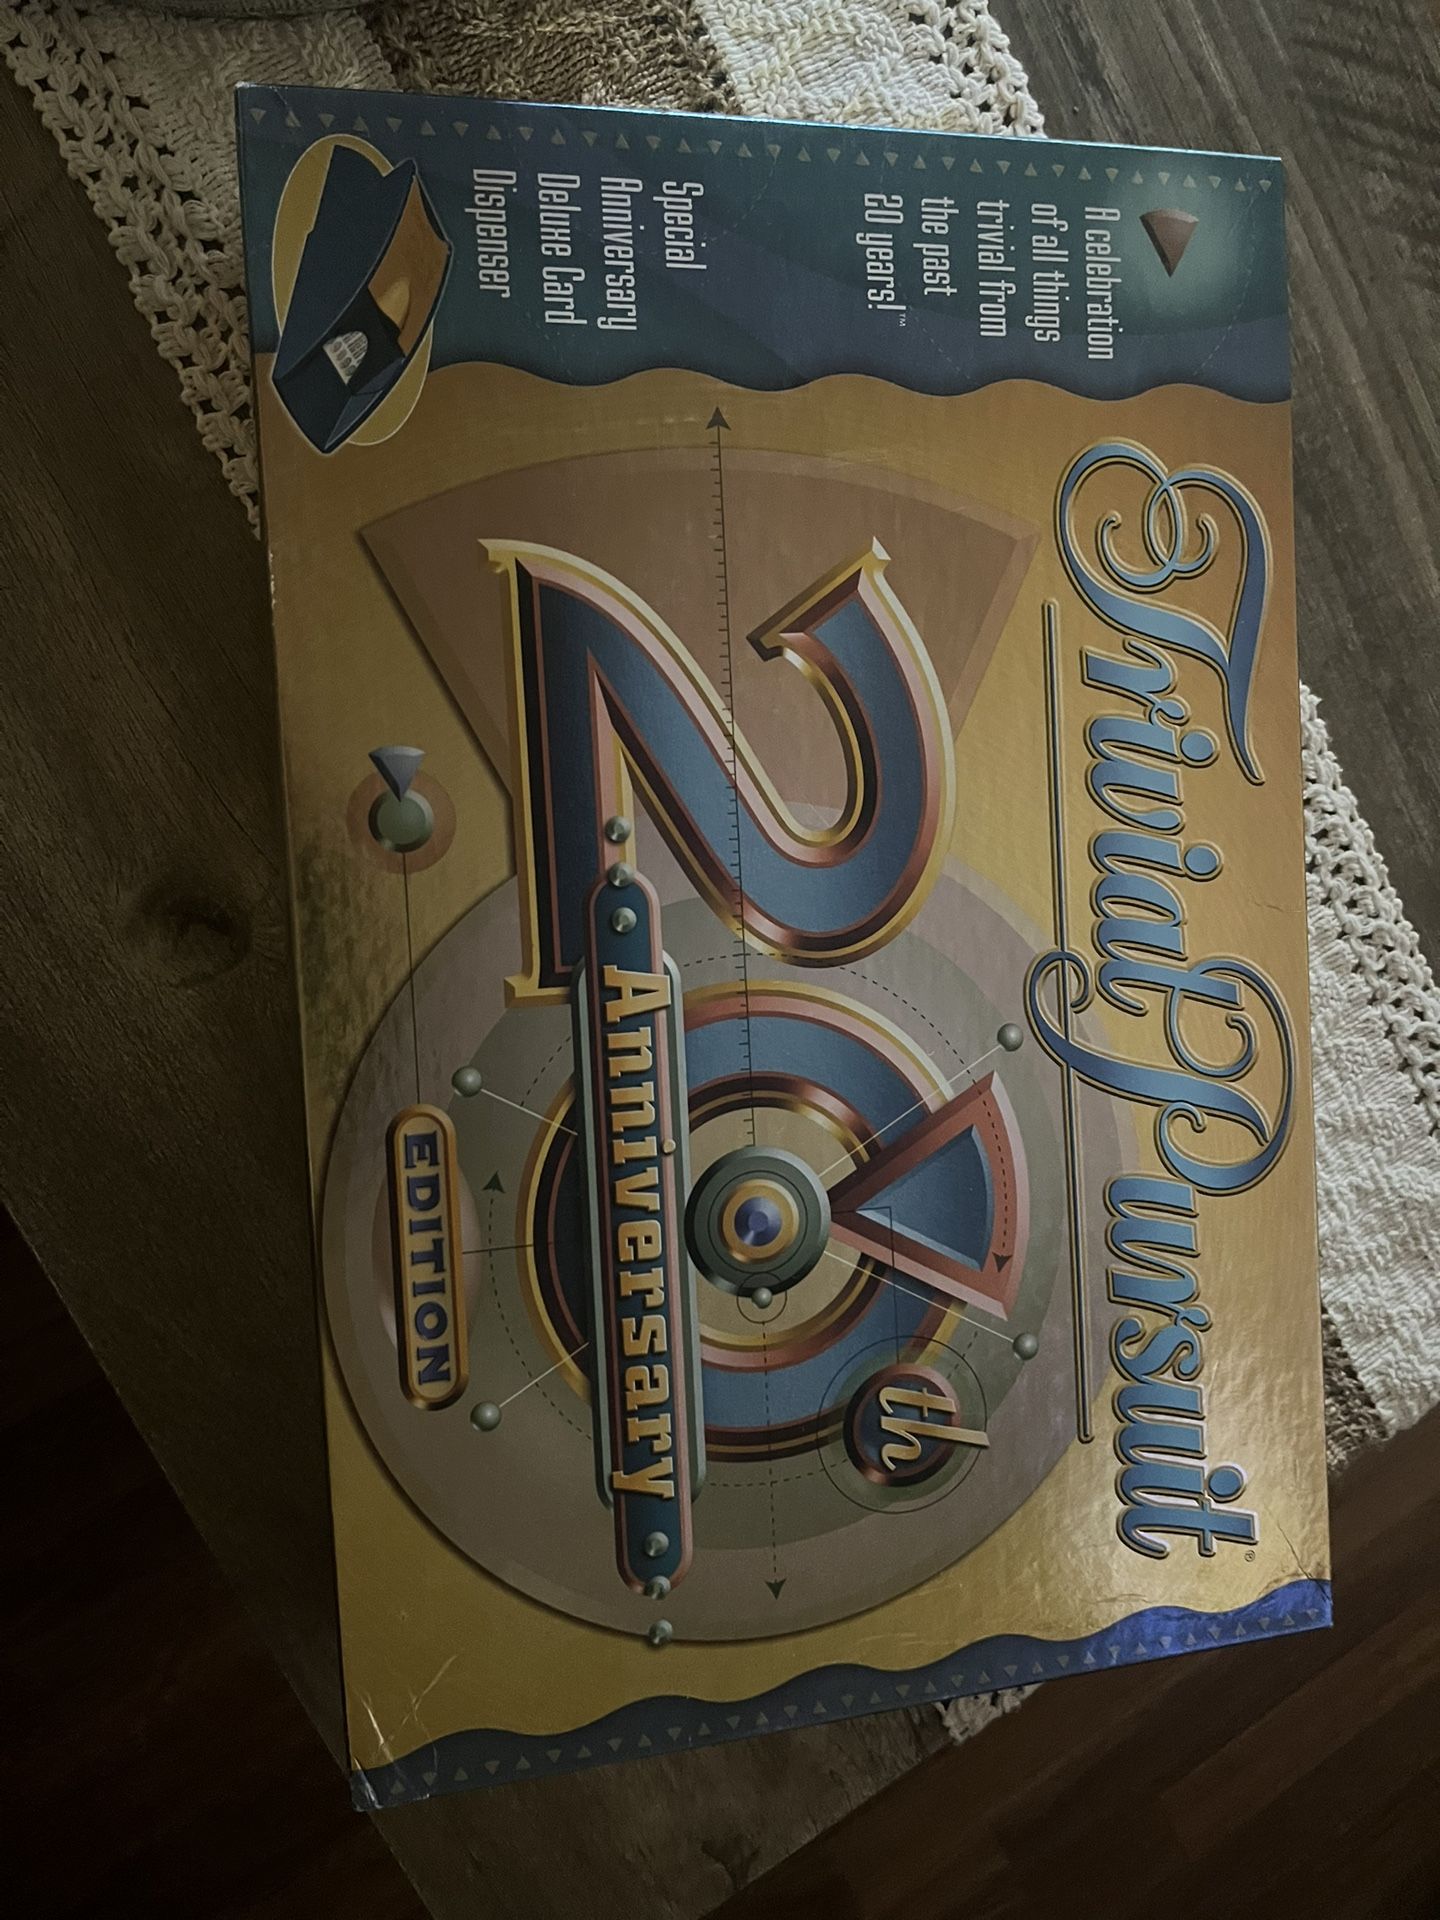 Trivial Pursuit®
20th
Anniversary
EDITION
A celebration
of all things
trivial from
the past
20 years!™
Special
Anniversary
Deluxe Card
Dispenser